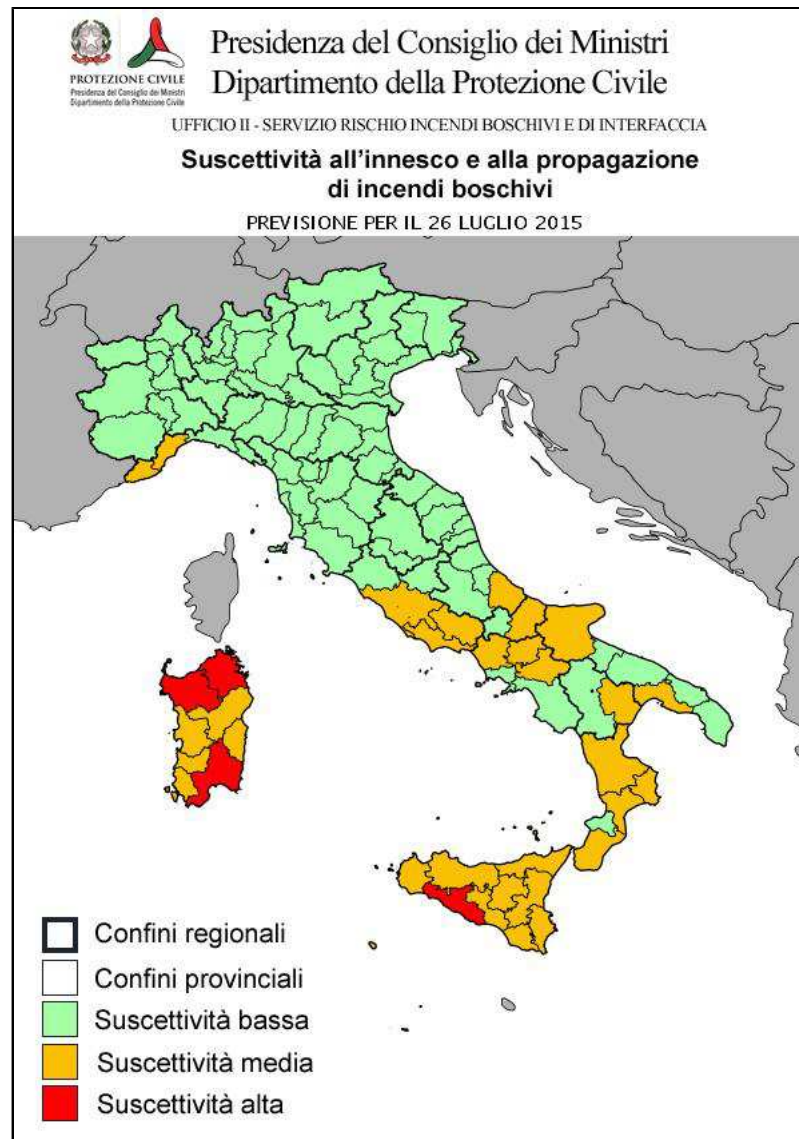 PROTEZIONE CIVILE
Presidenza del Consiglio dei Ministri
Dipartimento della Protezione Civile
Presidenza del Consiglio dei Ministri
Dipartimento della Protezione Civile
UFFICIO II - SERVIZIO RISCHIO INCENDI BOSCHIVI E DI INTERFACCIA
Suscettività all'innesco e alla propagazione
di incendi boschivi
PREVISIONE PER IL 26 LUGLIO 2015
Confini regionali
Confini provinciali
Suscettività bassa
Suscettività media
Suscettività alta